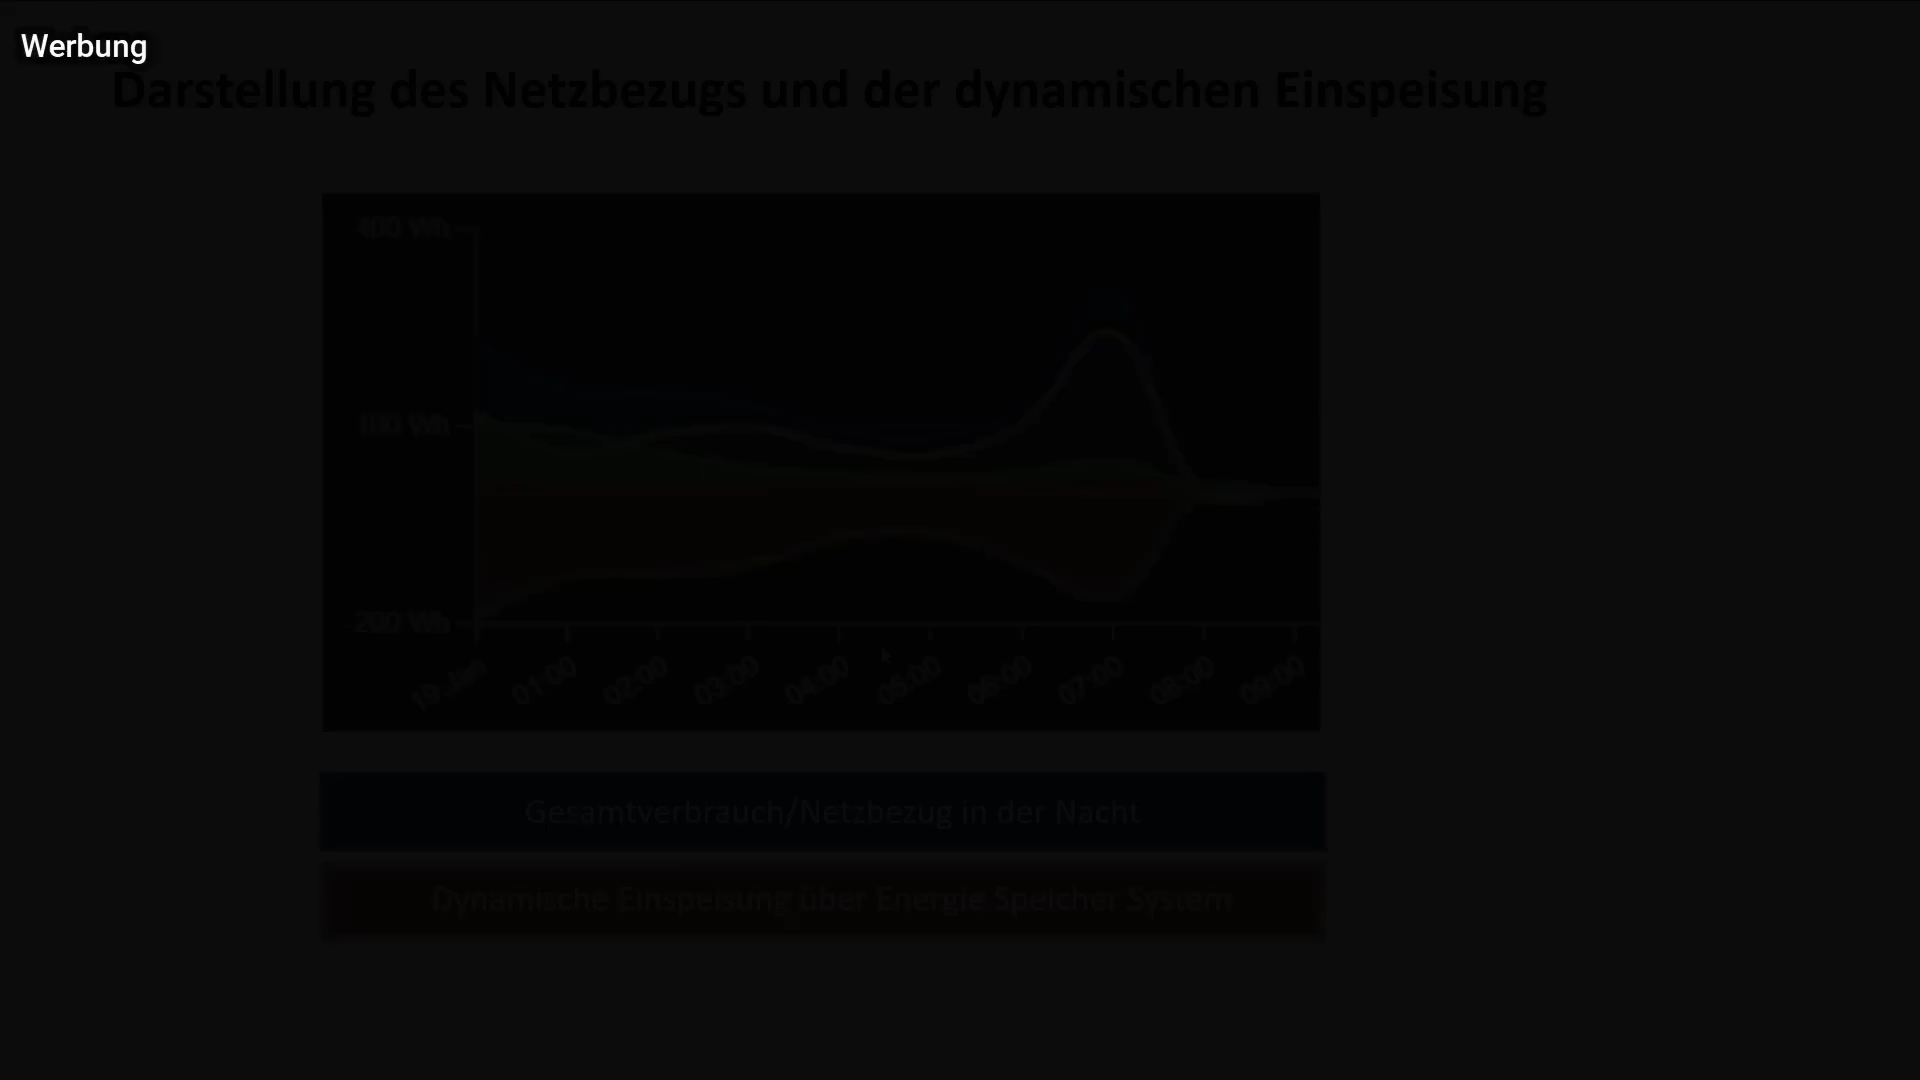 Werbung
Darstellung des Netzbezugs und der dynamischen Einspeisung
400 Wh
100 Wh
-200 Wh
19. Jan 01:00 02:00 03:00 04:00 05:00 06:00 07:00 08:00 09:00
Gesamtverbrauch/Netzbezug in der Nacht
Dynamische Einspeisung über Energie Speicher System